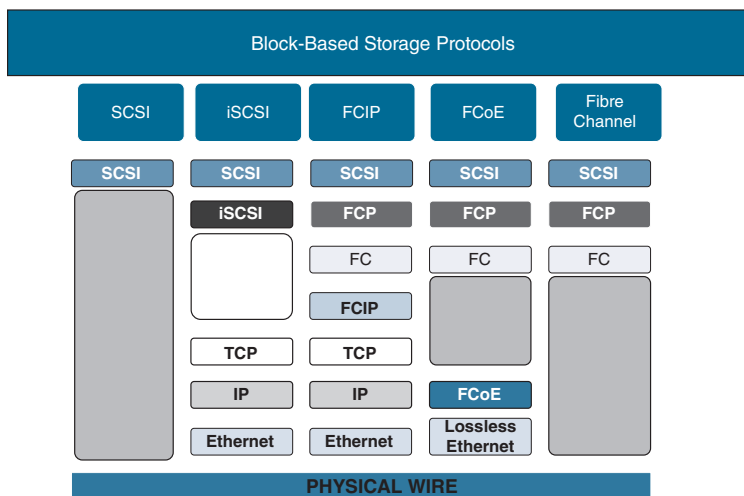 Block-Based Storage Protocols
SCSI iSCSI FCIP FCoE Fibre
Channel
SCSI SCSI SCSI SCSI SCSI
iSCSI FCP FCP FCP
FC FC FC
FCIP
TCP TCP
IP IP FCoE
Ethernet Ethernet Lossless
Ethernet
PHYSICAL WIRE